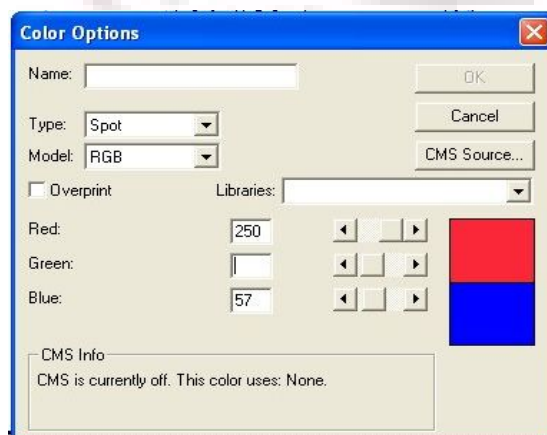 Color Options
Name:
OK
Type: Spot
Cancel
Model: RGB
CMS Source...
Overprint Libraries:
Red: 250
Green:
Blue: 57
CMS Info
CMS is currently off. This color uses: None.